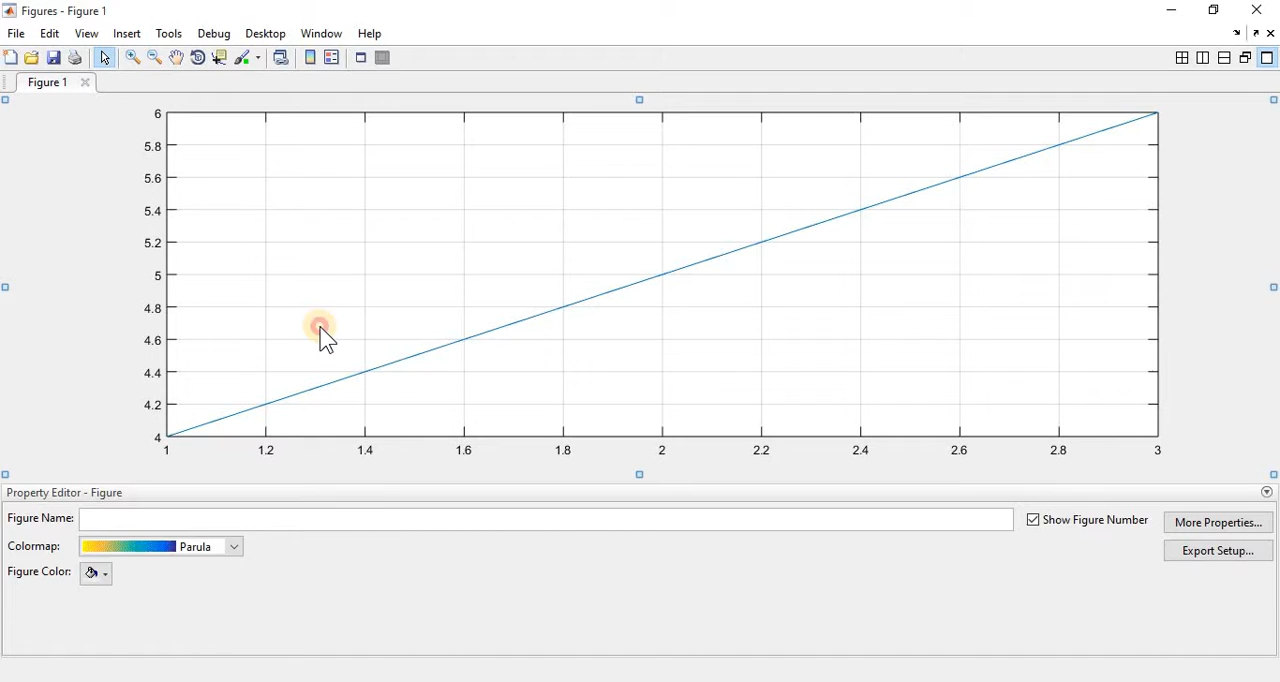 Figures - Figure 1
File Edit View Insert Tools Debug Desktop Window Help
Figure 1
6
5.8
5.6
5.4
5.2
5
4.8
4.6
4.4
4.2
4
1 1.2 1.4 1.6 1.8 2 2.2 2.4 2.6 2.8 3
Property Editor - Figure
Figure Name: Show Figure Number More Properties...
Colormap: Parula Export Setup...
Figure Color: